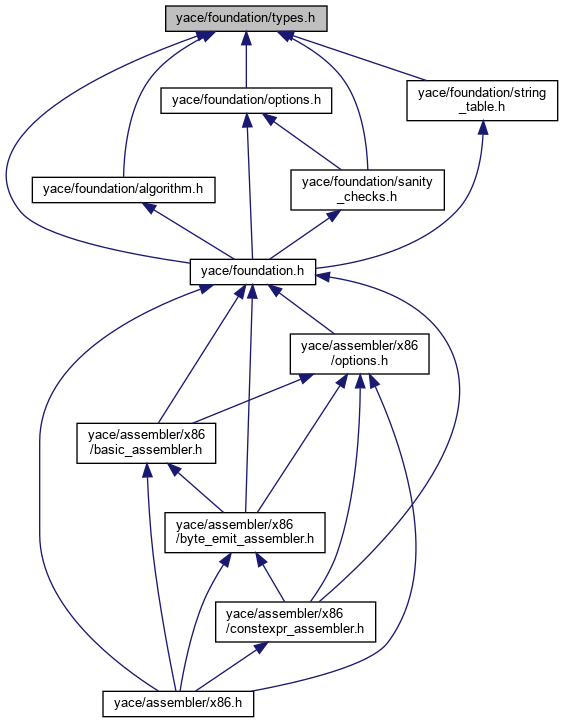 yace/foundation/types.h
yace/foundation/options.h
yace/foundation/string
_table.h
yace/foundation/algorithm.h
yace/foundation/sanity
_checks.h
yace/foundation.h
yace/assembler/x86
/options.h
yace/assembler/x86
/basic_assembler.h
yace/assembler/x86
/byte_emit_assembler.h
yace/assembler/x86
/constexpr_assembler.h
yace/assembler/x86.h